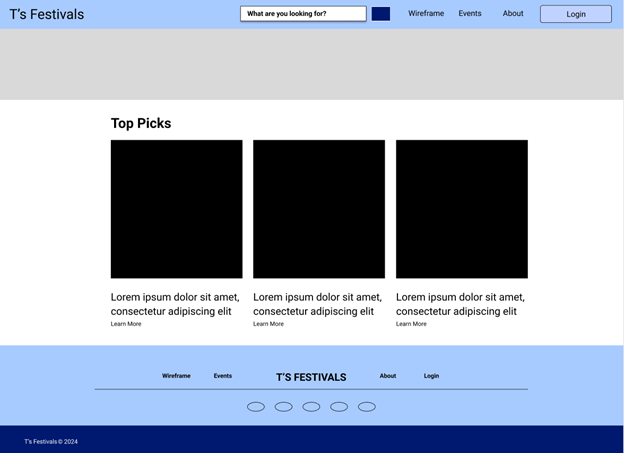 T's Festivals
What are you looking for?
Wireframe
Events
About
Login
Top Picks
Lorem ipsum dolor sit amet,
consectetur adipiscing elit
Learn More
Lorem ipsum dolor sit amet,
consectetur adipiscing elit
Learn More
Lorem ipsum dolor sit amet,
consectetur adipiscing elit
Learn More
Wireframe
Events
T'S FESTIVALS
About
Login
T's Festivals © 2024